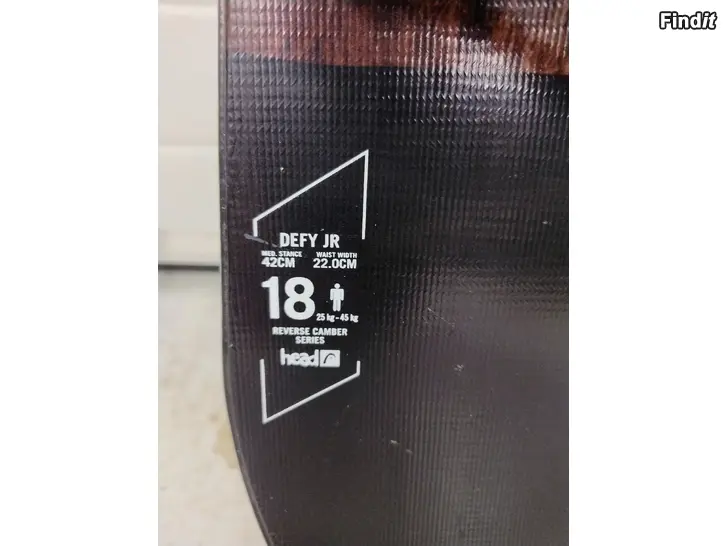 Findit
DEFY JR
MED. STANCE WAIST WIDTH
42CM 22.0CM
18
25 kg - 45 kg
REVERSE CAMBER
SERIES
head